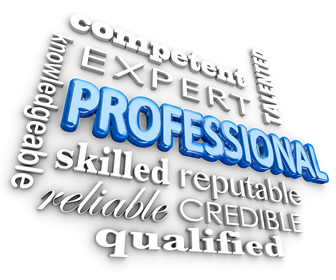 competent
EXPERT
TALENTED
knowledgeable
PROFESSIONAL
skilled reputable
reliable CREDIBLE
qualified